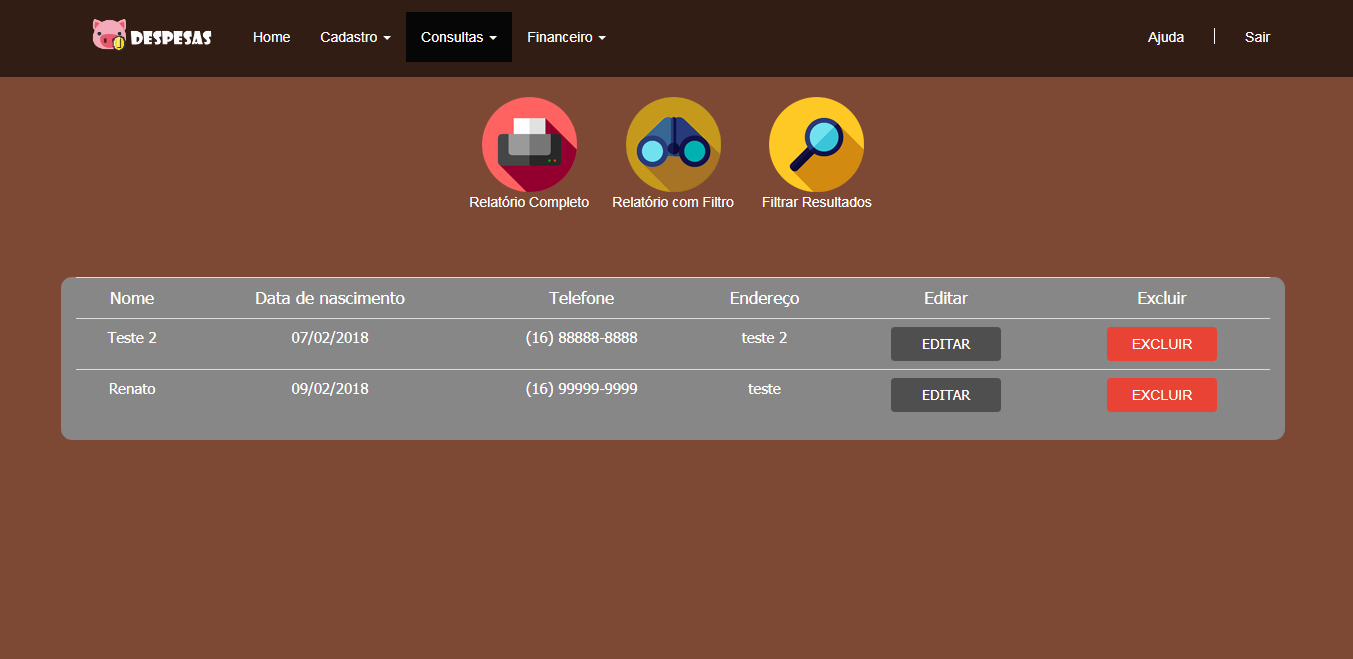 DESPESAS Home Cadastro Consultas Financeiro Ajuda Sair
Relatório Completo Relatório com Filtro Filtrar Resultados
Nome Data de nascimento Telefone Endereço Editar Excluir
Teste 2 07/02/2018 (16) 88888-8888 teste 2 EDITAR EXCLUIR
Renato 09/02/2018 (16) 99999-9999 teste EDITAR EXCLUIR